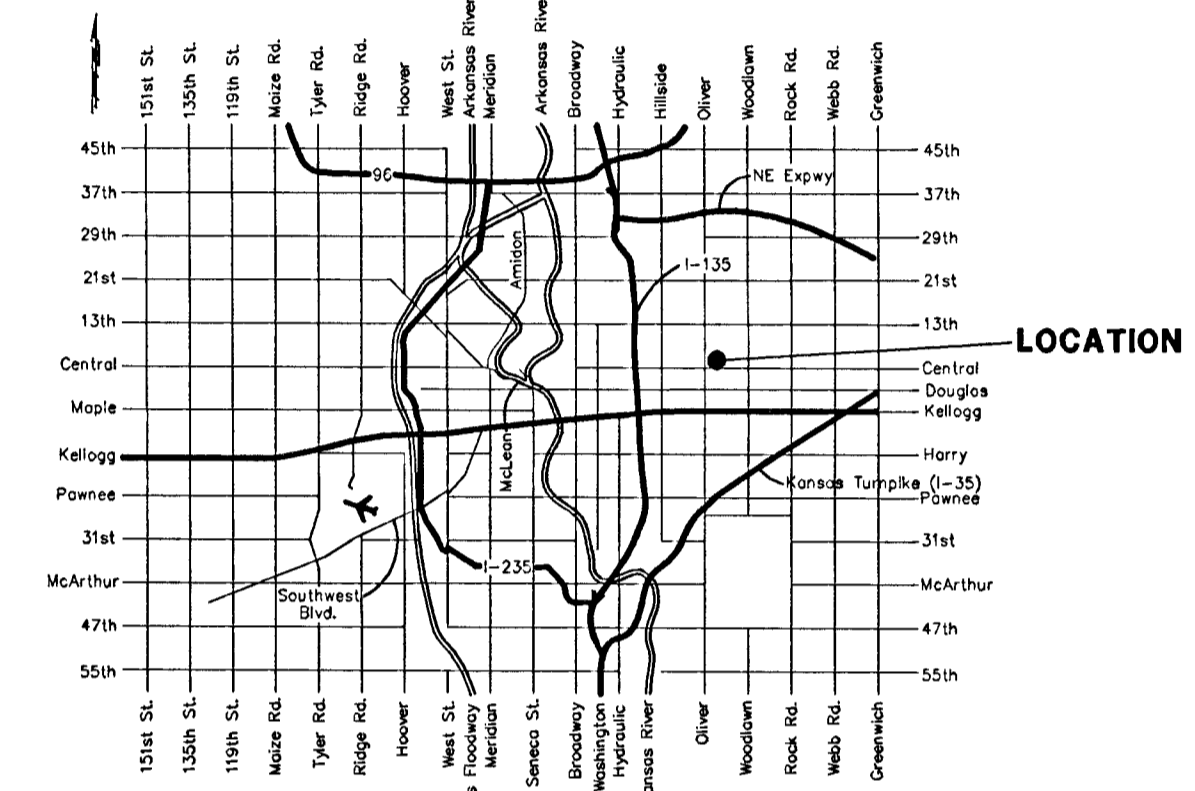 151st St.
135th St.
119th St.
Maize Rd.
Tyler Rd.
Ridge Rd.
Hoover
West St.
Arkansas River
Meridian
Arkansas River
Broadway
Hydraulic
Hillside
Oliver
Woodlawn
Rock Rd.
Webb Rd.
Greenwich
45th
45th
96
NE Expwy
37th
37th
29th
29th
Amidon
I-135
21st
21st
13th
13th
LOCATION
Central
Central
Douglas
Maple
Kellogg
McLean
Kellogg
Harry
Kansas Turnpike (I-35)
Pawnee
Pawnee
31st
31st
I-235
McArthur
McArthur
Southwest
Blvd.
47th
47th
55th
55th
151st St.
135th St.
119th St.
Maize Rd.
Tyler Rd.
Ridge Rd.
Hoover
West St.
s Floodway
Meridian
Seneca St.
Broadway
Washington
Hydraulic
ansas River
Oliver
Woodlawn
Rock Rd.
Webb Rd.
Greenwich